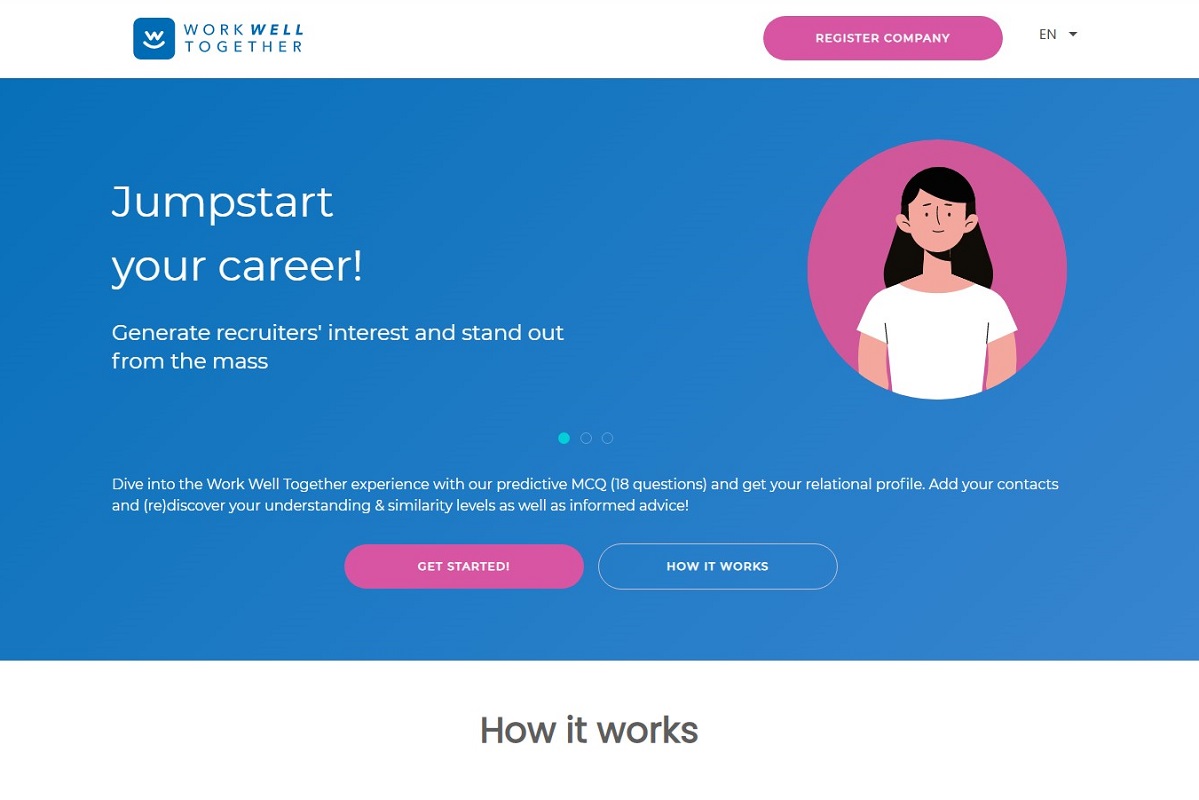 WORK WELL
TOGETHER
REGISTER COMPANY
EN
Jumpstart
your career!
Generate recruiters' interest and stand out
from the mass
Dive into the Work Well Together experience with our predictive MCQ (18 questions) and get your relational profile. Add your contacts
and (re)discover your understanding & similarity levels as well as informed advice!
GET STARTED!
HOW IT WORKS
How it works